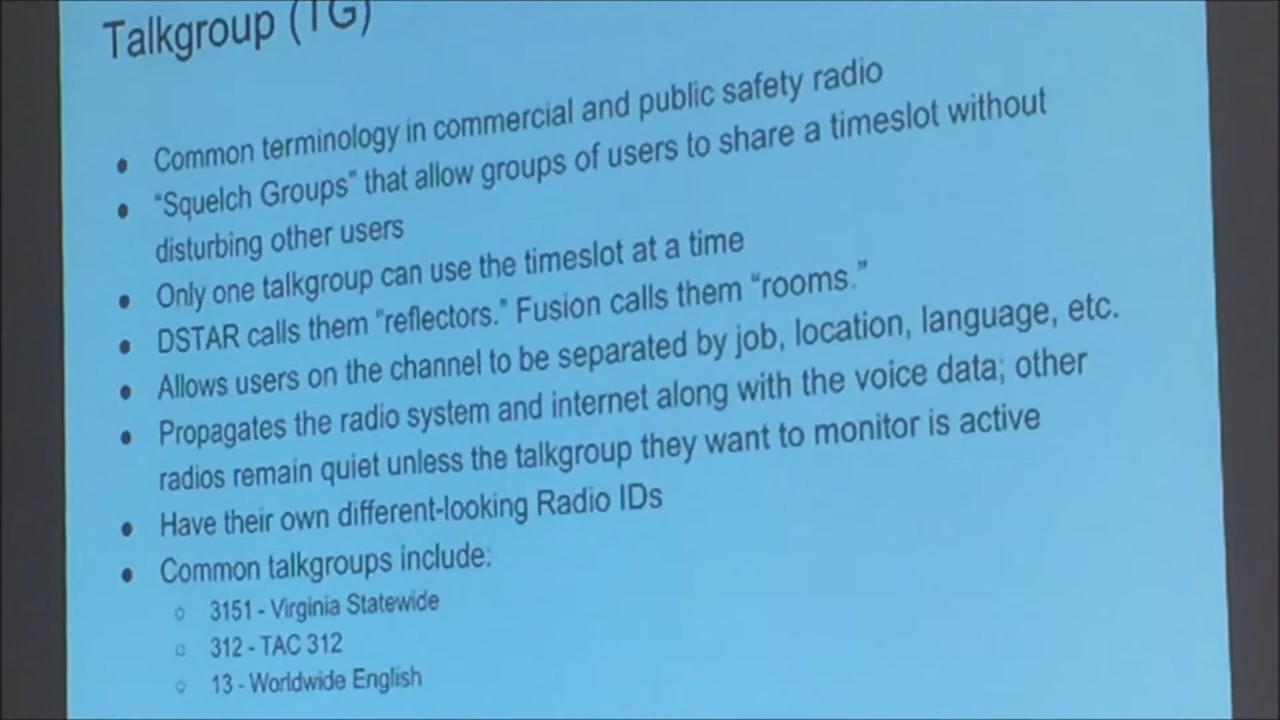 Talkgroup (TG)
● Common terminology in commercial and public safety radio
● “Squelch Groups” that allow groups of users to share a timeslot without
disturbing other users
● Only one talkgroup can use the timeslot at a time
● DSTAR calls them “reflectors.” Fusion calls them “rooms.”
● Allows users on the channel to be separated by job, location, language, etc.
● Propagates the radio system and internet along with the voice data; other
radios remain quiet unless the talkgroup they want to monitor is active
● Have their own different-looking Radio IDs
● Common talkgroups include:
○ 3151 - Virginia Statewide
○ 312 - TAC 312
○ 13 - Worldwide English